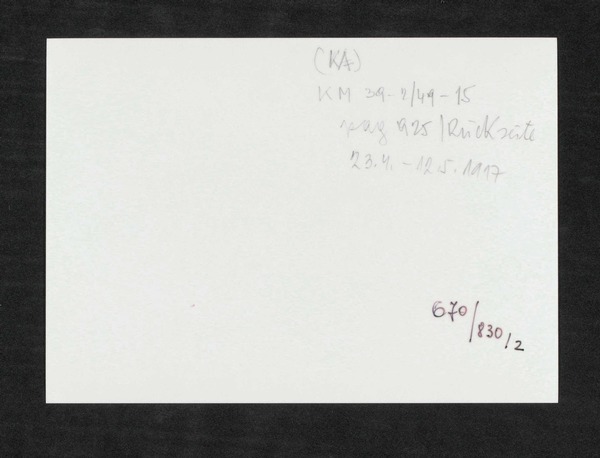 (KA)
KM 39-2/49-15
pag 925/Rückseite
23.4.-12.5.1917
670/830/2